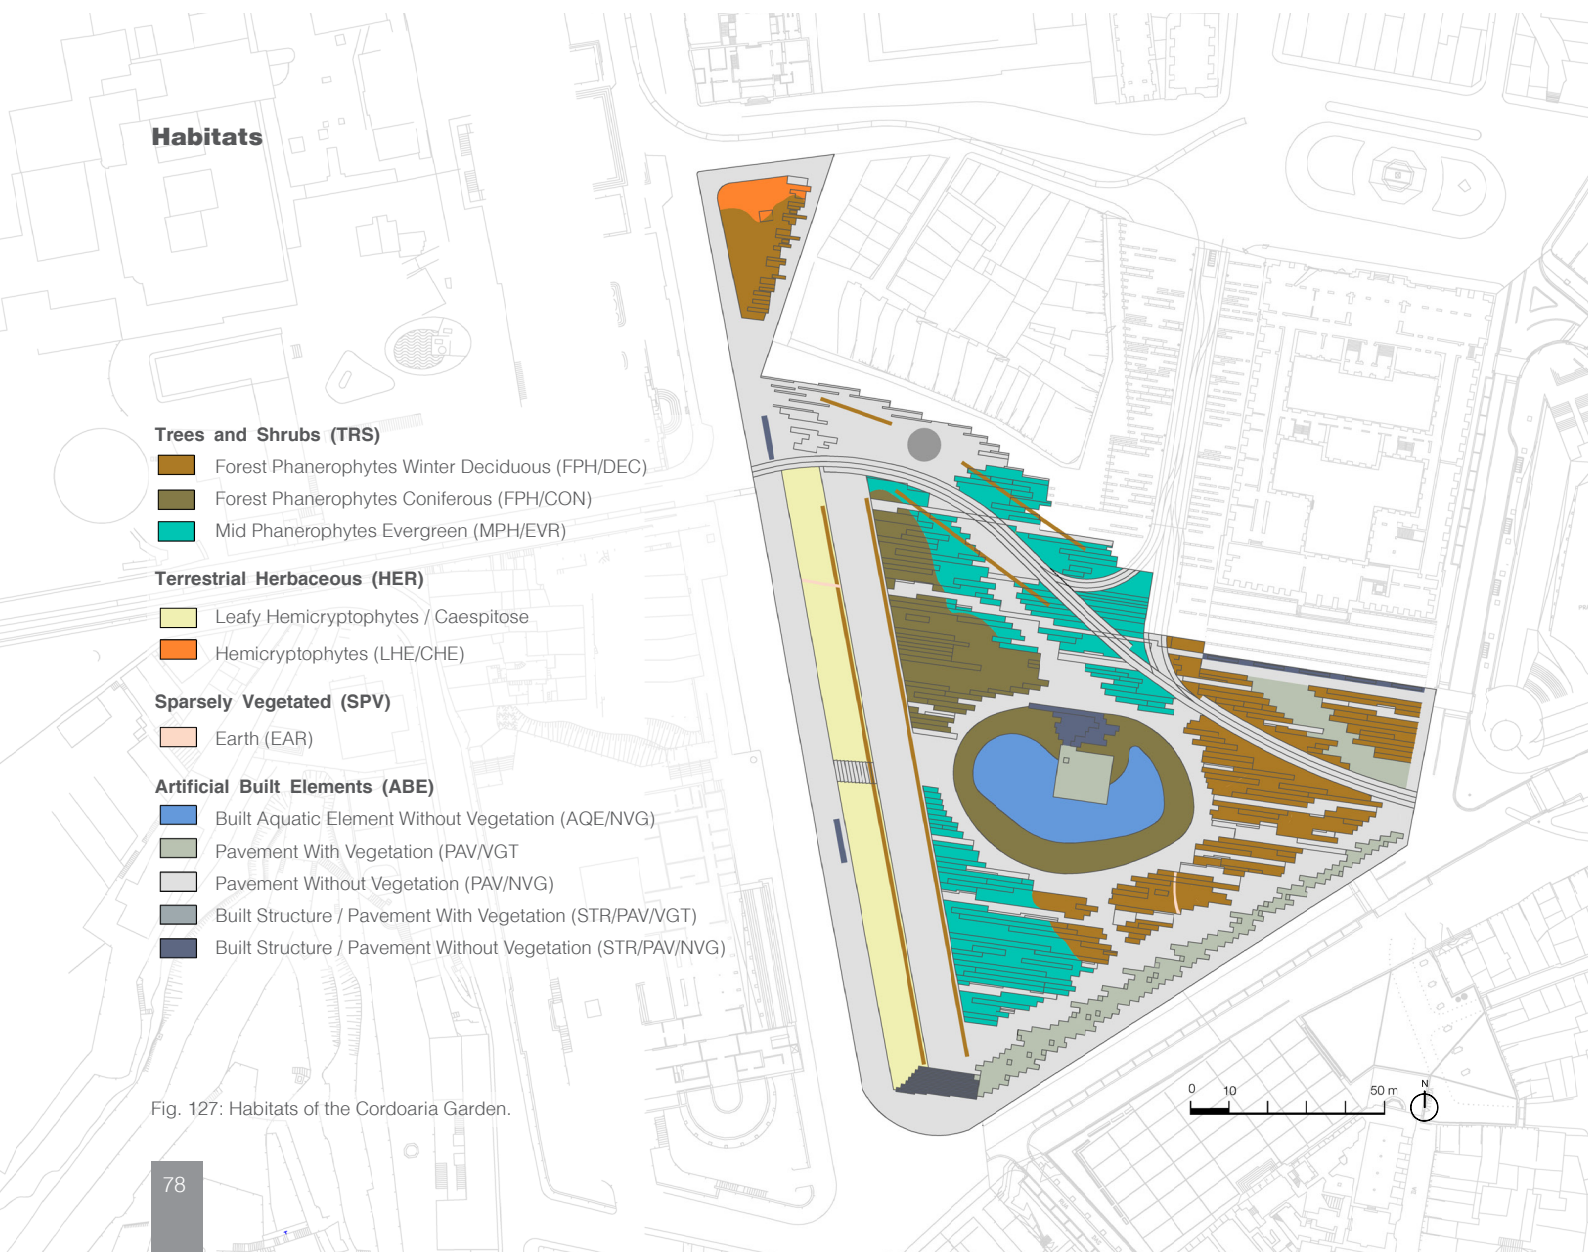 Habitats
Trees and Shrubs (TRS)
Forest Phanerophytes Winter Deciduous (FPH/DEC)
Forest Phanerophytes Coniferous (FPH/CON)
Mid Phanerophytes Evergreen (MPH/EVR)
Terrestrial Herbaceous (HER)
Leafy Hemicryptophytes / Caespitose
Hemicryptophytes (LHE/CHE)
Sparsely Vegetated (SPV)
Earth (EAR)
Artificial Built Elements (ABE)
Built Aquatic Element Without Vegetation (AQE/NVG)
Pavement With Vegetation (PAV/VGT
Pavement Without Vegetation (PAV/NVG)
Built Structure / Pavement With Vegetation (STR/PAV/VGT)
Built Structure / Pavement Without Vegetation (STR/PAV/NVG)
0 10 50 m N
Fig. 127: Habitats of the Cordoaria Garden.
78